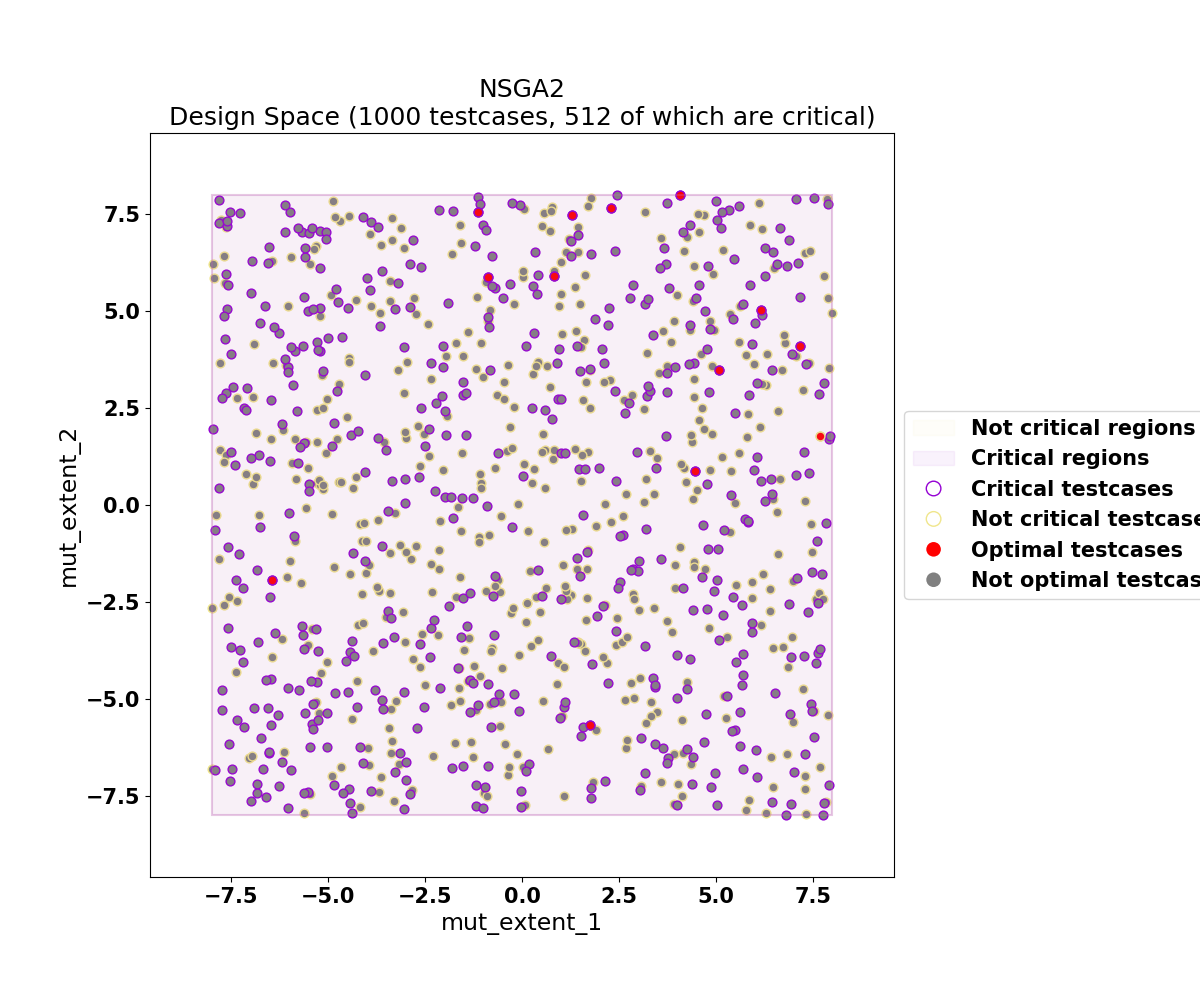 NSGA2
Design Space (1000 testcases, 512 of which are critical)
7.5
5.0
2.5
0.0
−2.5
−5.0
−7.5
mut_extent_2
−7.5 −5.0 −2.5 0.0 2.5 5.0 7.5
mut_extent_1
Not critical regions
Critical regions
Critical testcases
Not critical testcase
Optimal testcases
Not optimal testcas